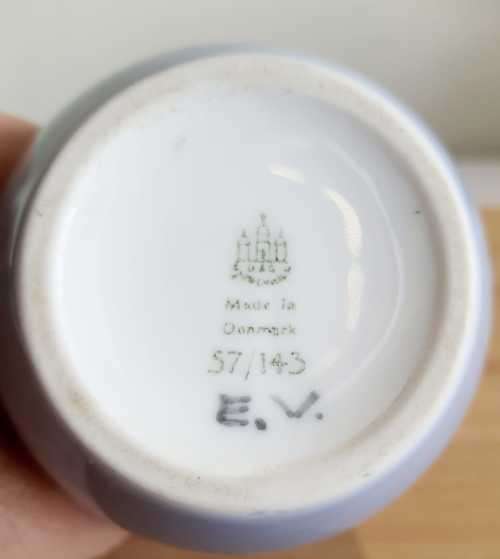 B & G
Made in
Denmark
57/143
E.V.